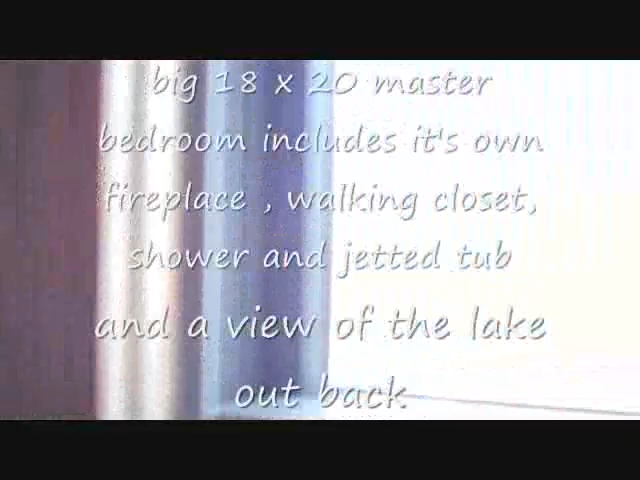 big 18 x 20 master
bedroom includes it's own
fireplace , walking closet,
shower and jetted tub
and a view of the lake
out back